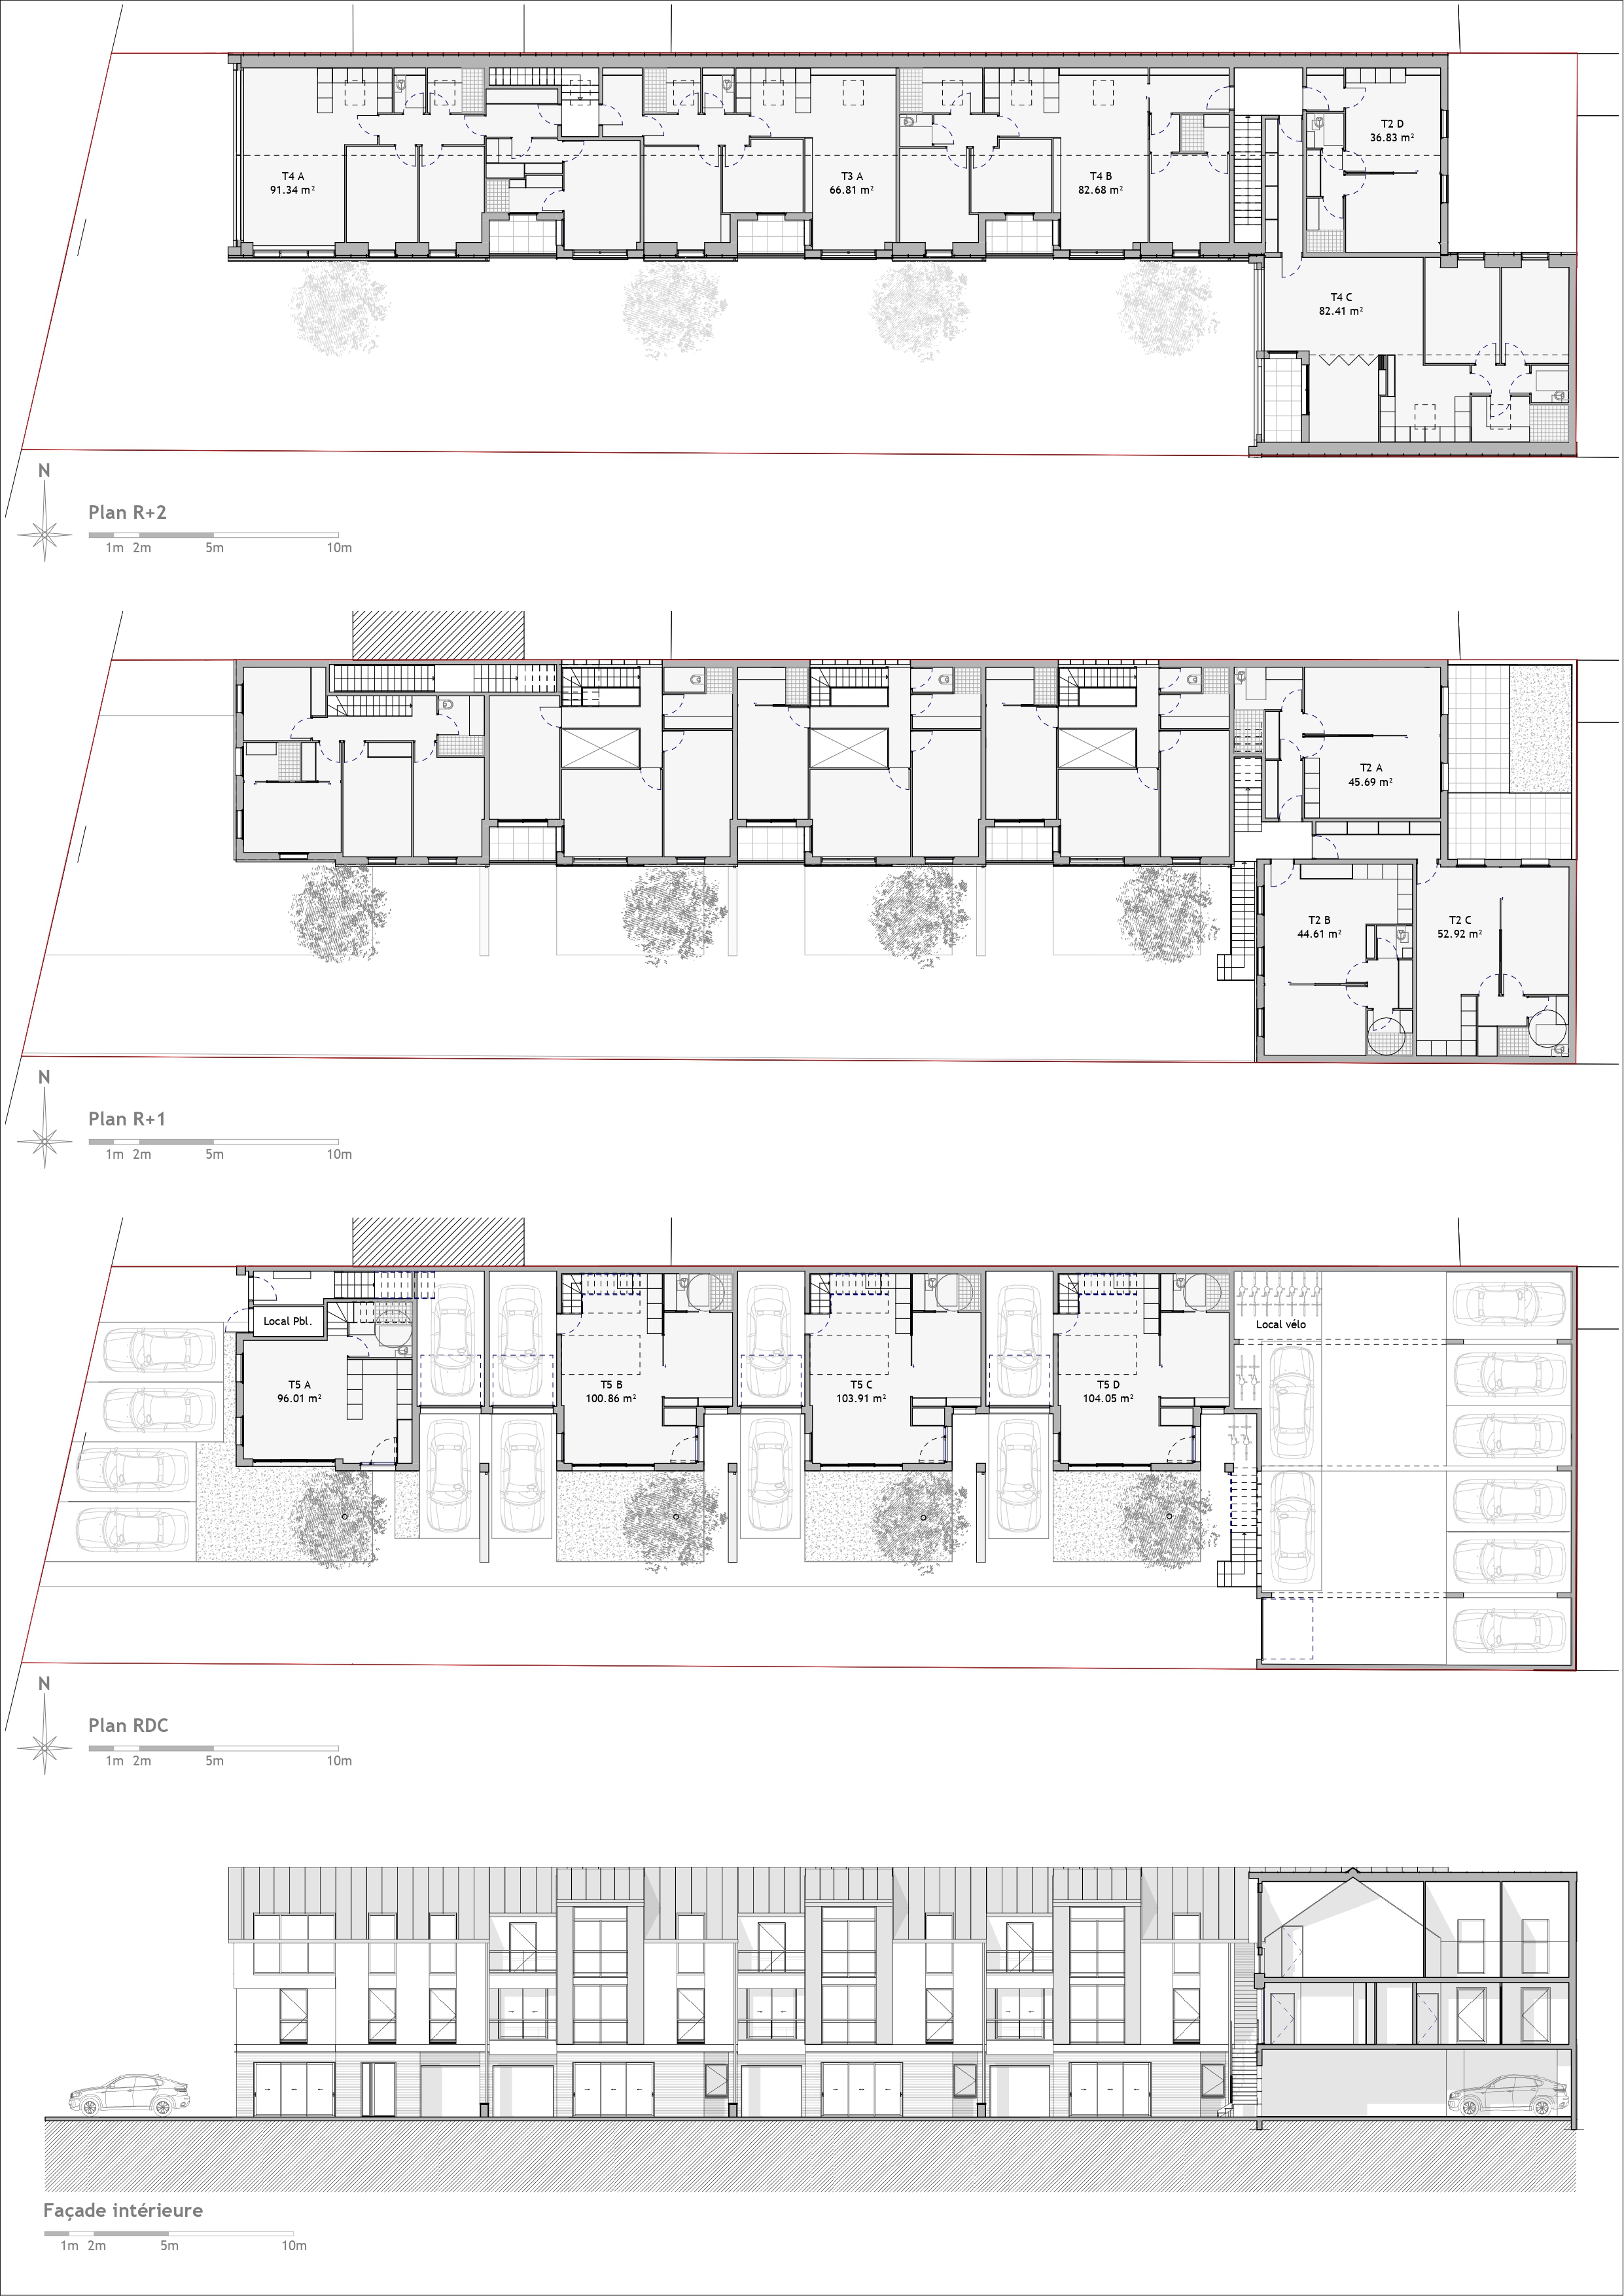 T4 A
91.34 m²
T3 A
66.81 m²
T4 B
82.68 m²
T2 D
36.83 m²
T4 C
82.41 m²
N
Plan R+2
1m 2m 5m 10m
T2 A
45.69 m²
T2 B
44.61 m²
T2 C
52.92 m²
N
Plan R+1
1m 2m 5m 10m
Local Pbl.
Local vélo
T5 A
96.01 m²
T5 B
100.86 m²
T5 C
103.91 m²
T5 D
104.05 m²
N
Plan RDC
1m 2m 5m 10m
Façade intérieure
1m 2m 5m 10m